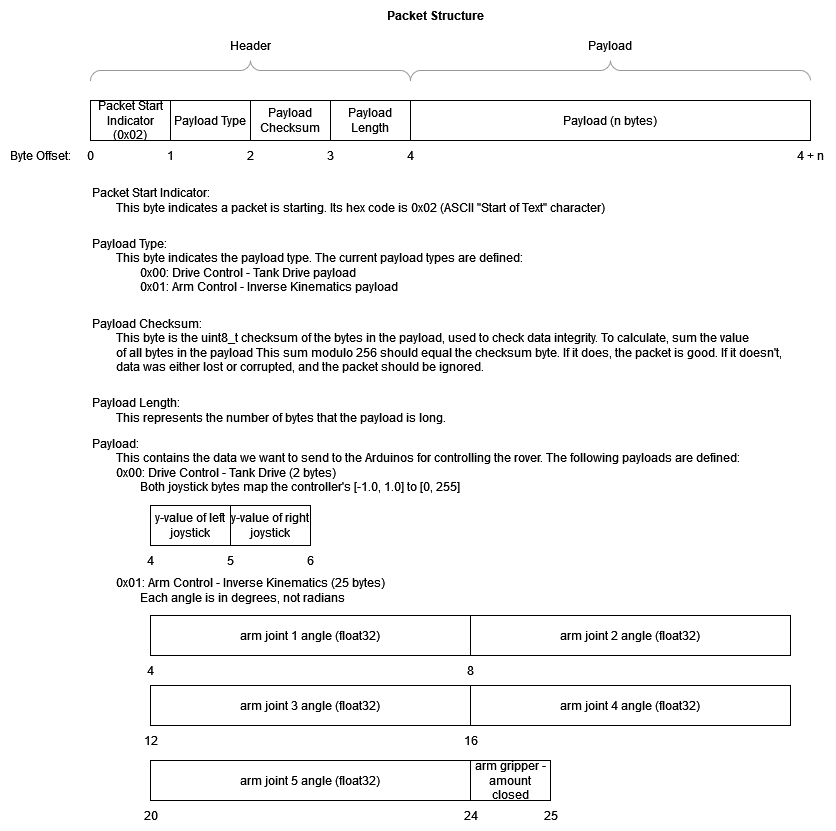 Packet Structure
Header
Payload
Packet Start
Indicator
(0x02)
Payload Type
Payload
Checksum
Payload
Length
Payload (n bytes)
Byte Offset:
0
1
2
3
4
4 + n
Packet Start Indicator:
This byte indicates a packet is starting. Its hex code is 0x02 (ASCII "Start of Text" character)
Payload Type:
This byte indicates the payload type. The current payload types are defined:
0x00: Drive Control - Tank Drive payload
0x01: Arm Control - Inverse Kinematics payload
Payload Checksum:
This byte is the uint8_t checksum of the bytes in the payload, used to check data integrity. To calculate, sum the value
of all bytes in the payload This sum modulo 256 should equal the checksum byte. If it does, the packet is good. If it doesn't,
data was either lost or corrupted, and the packet should be ignored.
Payload Length:
This represents the number of bytes that the payload is long.
Payload:
This contains the data we want to send to the Arduinos for controlling the rover. The following payloads are defined:
0x00: Drive Control - Tank Drive (2 bytes)
Both joystick bytes map the controller's [-1.0, 1.0] to [0, 255]
y-value of left
joystick
y-value of right
joystick
4
5
6
0x01: Arm Control - Inverse Kinematics (25 bytes)
Each angle is in degrees, not radians
arm joint 1 angle (float32)
arm joint 2 angle (float32)
4
8
arm joint 3 angle (float32)
arm joint 4 angle (float32)
12
16
arm joint 5 angle (float32)
arm gripper -
amount
closed
20
24
25